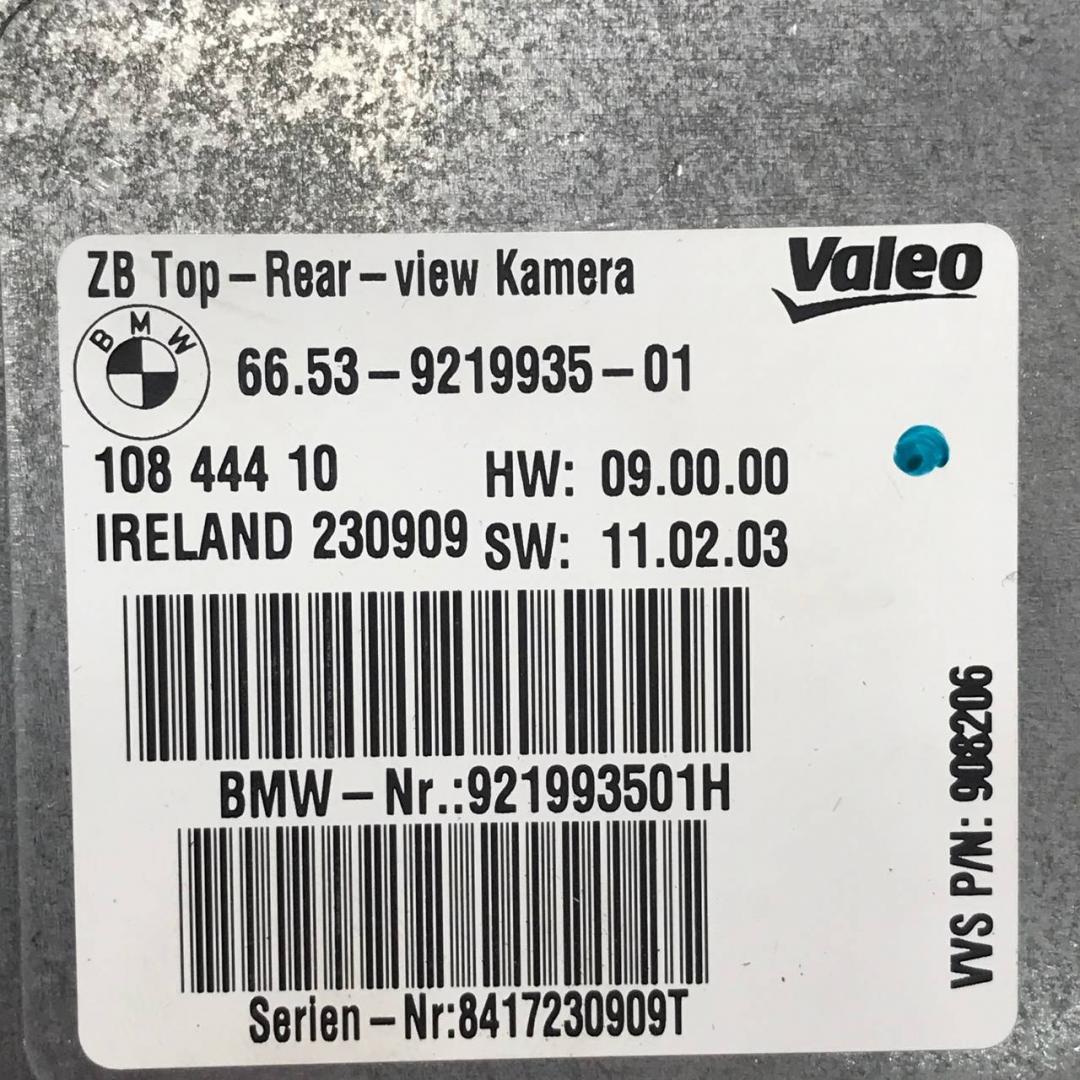 ZB Top-Rear-view Kamera
Valeo
BMW
66.53-9219935-01
108 444 10
HW: 09.00.00
IRELAND 230909
SW: 11.02.03
BMW-Nr.:921993501H
Serien-Nr:8417230909T
VVS P/N: 908206